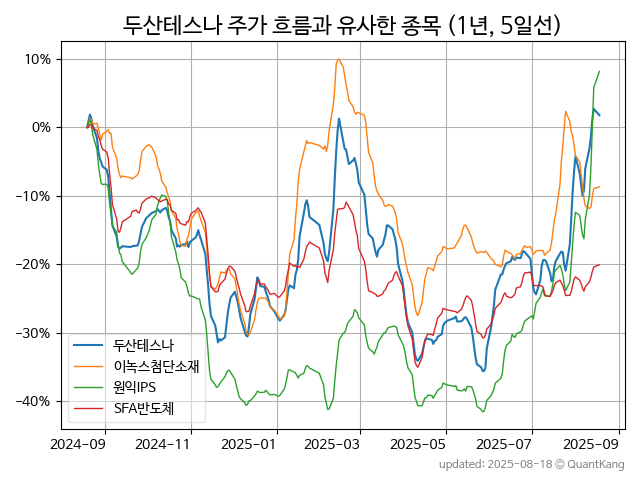 두산테스나 주가 흐름과 유사한 종목 (1년, 5일선)
10%
0%
−10%
−20%
−30%
−40%
두산테스나
이녹스첨단소재
원익IPS
SFA반도체
2024−09
2024−11
2025−01
2025−03
2025−05
2025−07
2025−09
updated: 2025-08-18 © QuantKang